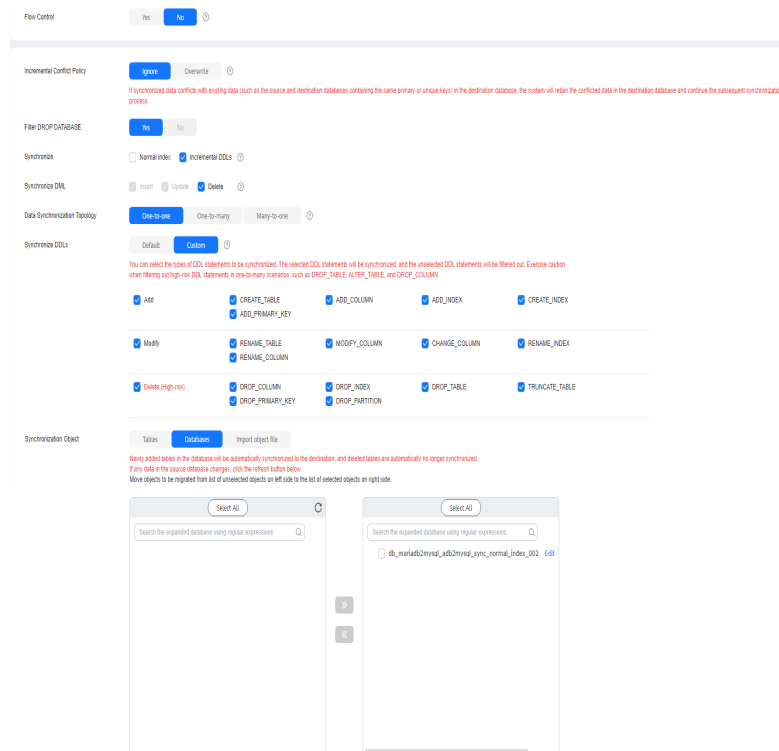 Flow Control Yes No
Incremental Conflict Policy Ignore Overwrite
If synchronized data conflicts with existing data (such as the source and destination databases containing the same primary or unique keys) in the destination database, the system will retain the conflicted data in the destination database and continue the subsequent synchronizatio
process.
Filter DROP DATABASE Yes No
Synchronize Normal index Incremental DDLs
Synchronize DML Insert Update Delete
Data Synchronization Topology One-to-one One-to-many Many-to-one
Synchronize DDLs Default Custom
You can select the types of DDL statements to be synchronized. The selected DDL statements will be synchronized, and the unselected DDL statements will be filtered out. Exercise caution
when filtering out high-risk DDL statements in one-to-many scenarios, such as DROP_TABLE, ALTER_TABLE, and DROP_COLUMN
Add CREATE_TABLE ADD_COLUMN ADD_INDEX CREATE_INDEX
ADD_PRIMARY_KEY
Modify RENAME_TABLE MODIFY_COLUMN CHANGE_COLUMN RENAME_INDEX
RENAME_COLUMN
Delete (High-risk) DROP_COLUMN DROP_INDEX DROP_TABLE TRUNCATE_TABLE
DROP_PRIMARY_KEY DROP_PARTITION
Synchronization Object Tables Databases Import object file
Newly added tables in the database will be automatically synchronized to the destination, and deleted tables are automatically no longer synchronized.
If any data in the source database changes, click the refresh button below.
Move objects to be migrated from list of unselected objects on left side to the list of selected objects on right side.
Select All Select All
Search the expanded database using regular expressions. Search the expanded database using regular expressions
db_mariadb2mysql_adb2mysql_sync_normal_index_002 Edit